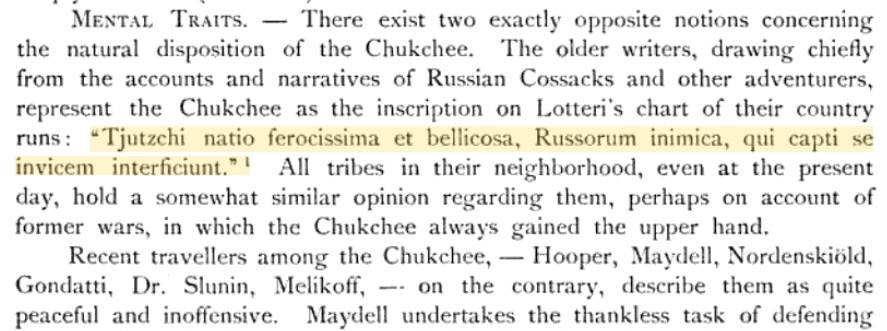 MENTAL TRAITS. — There exist two exactly opposite notions concerning
the natural disposition of the Chukchee. The older writers, drawing chiefly
from the accounts and narratives of Russian Cossacks and other adventurers,
represent the Chukchee as the inscription on Lotteri's chart of their country
runs: “Tjutzchi natio ferocissima et bellicosa, Russorum inimica, qui capti se
invicem interficiunt.” ¹ All tribes in their neighborhood, even at the present
day, hold a somewhat similar opinion regarding them, perhaps on account of
former wars, in which the Chukchee always gained the upper hand.
Recent travellers among the Chukchee, — Hooper, Maydell, Nordenskiöld,
Gondatti, Dr. Slunin, Melikoff, — on the contrary, describe them as quite
peaceful and inoffensive. Maydell undertakes the thankless task of defending